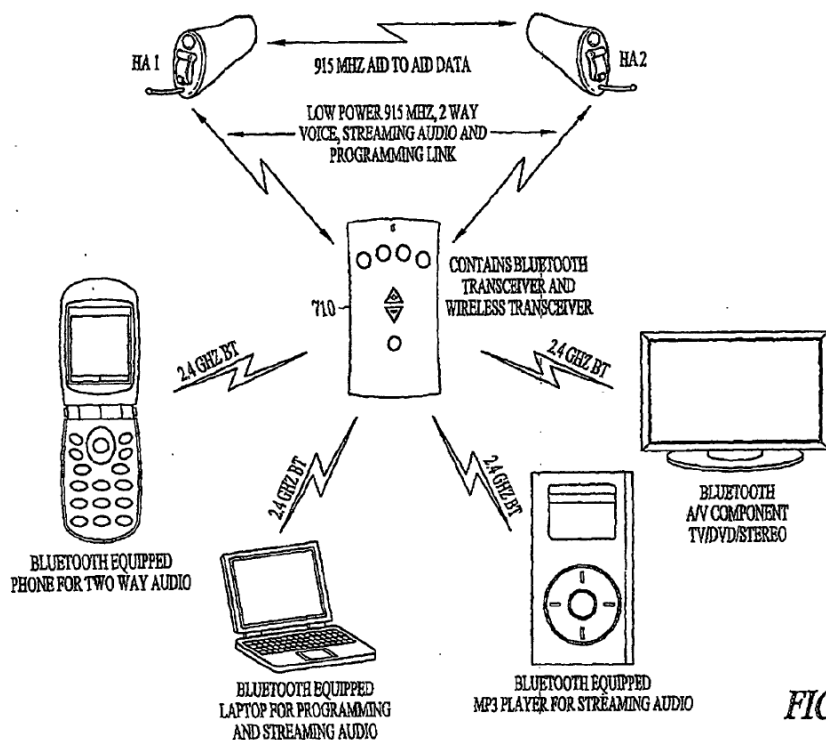 HA 1
HA 2
915 MHZ AID TO AID DATA
LOW POWER 915 MHZ, 2 WAY
VOICE, STREAMING AUDIO AND
PROGRAMMING LINK
CONTAINS BLUETOOTH
TRANSCEIVER AND
WIRELESS TRANSCEIVER
710
2.4 GHZ BT
2.4 GHZ BT
2.4 GHZ BT
2.4 GHZ BT
BLUETOOTH
A/V COMPONENT
TV/DVD/STEREO
BLUETOOTH EQUIPPED
PHONE FOR TWO WAY AUDIO
BLUETOOTH EQUIPPED
LAPTOP FOR PROGRAMMING
AND STREAMING AUDIO
BLUETOOTH EQUIPPED
MP3 PLAYER FOR STREAMING AUDIO